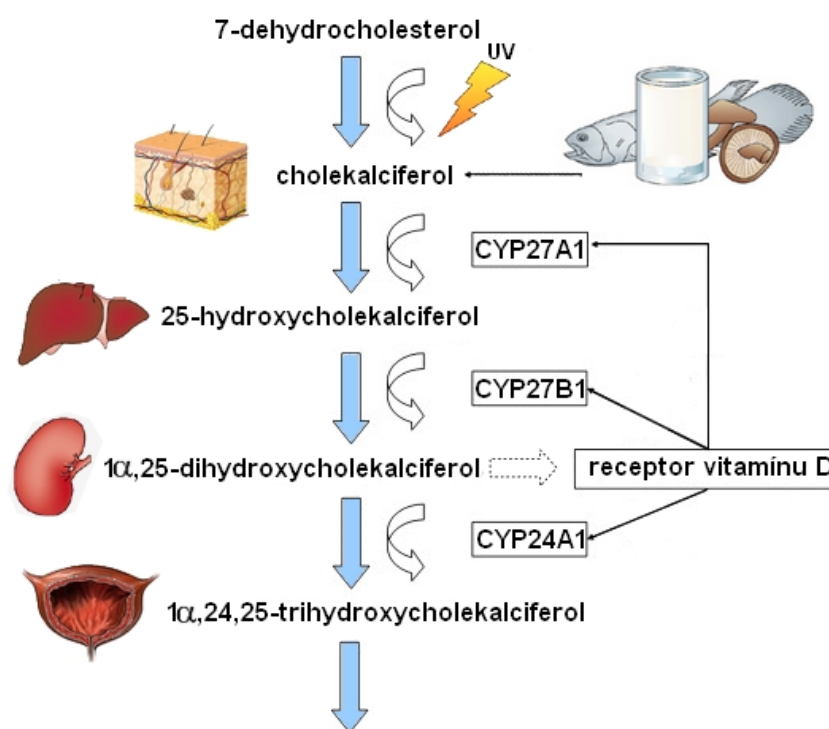 7-dehydrocholesterol
UV
cholekalciferol
CYP27A1
25-hydroxycholekalciferol
CYP27B1
1α,25-dihydroxycholekalciferol
receptor vitamínu D
CYP24A1
1α,24,25-trihydroxycholekalciferol